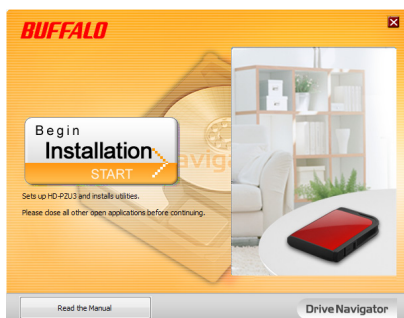 BUFFALO
Begin
Installation
START
Sets up HD-PZU3 and installs utilities.
Please close all other open applications before continuing.
Read the Manual
DriveNavigator